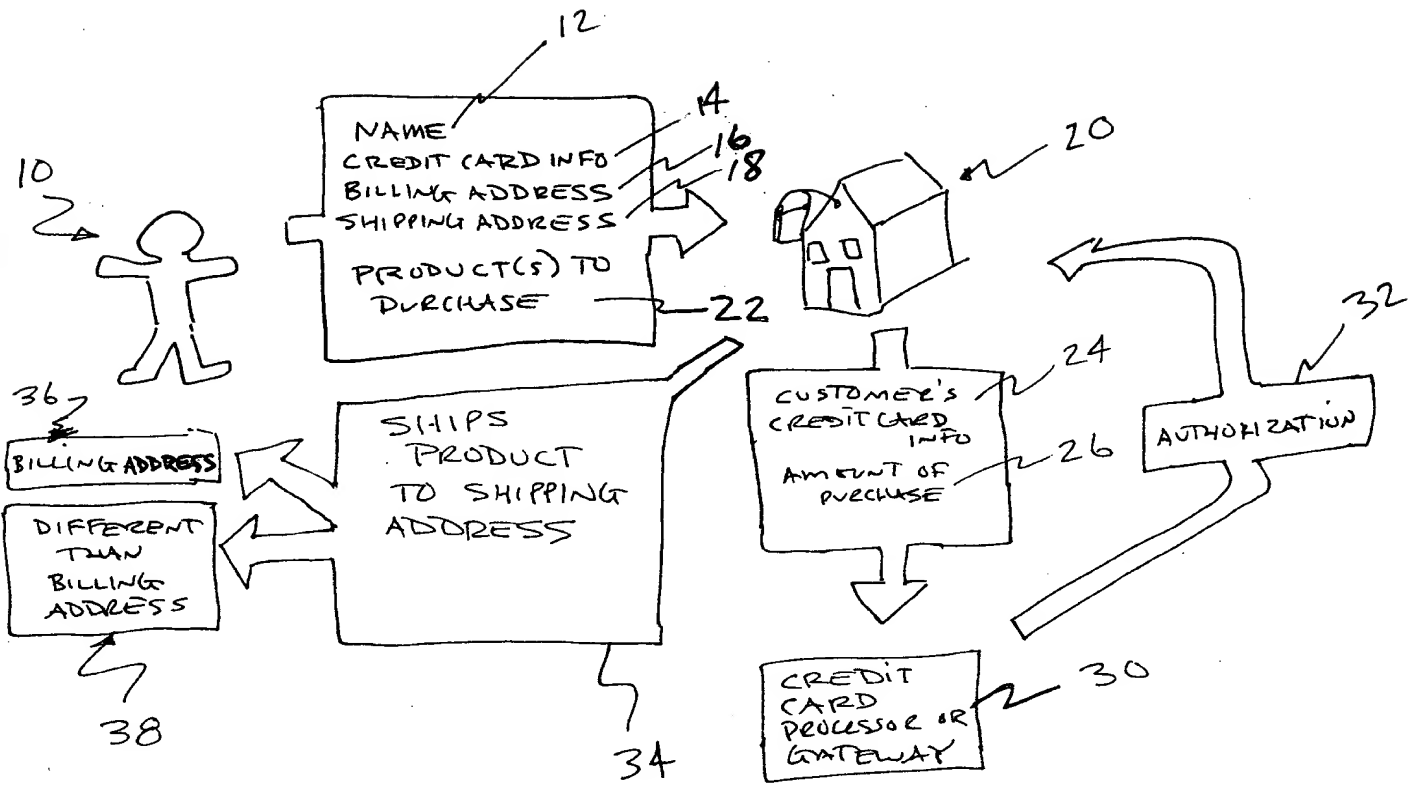 12
NAME
14
CREDIT CARD INFO
16
BILLING ADDRESS
18
SHIPPING ADDRESS
PRODUCT(S) TO
PURCHASE
22
10
20
32
AUTHORIZATION
24
CUSTOMER'S
CREDIT CARD
INFO
26
AMOUNT OF
PURCHASE
36
BILLING ADDRESS
DIFFERENT
THAN
BILLING
ADDRESS
38
SHIPS
PRODUCT
TO SHIPPING
ADDRESS
34
CREDIT
CARD
PROCESSOR OR
GATEWAY
30